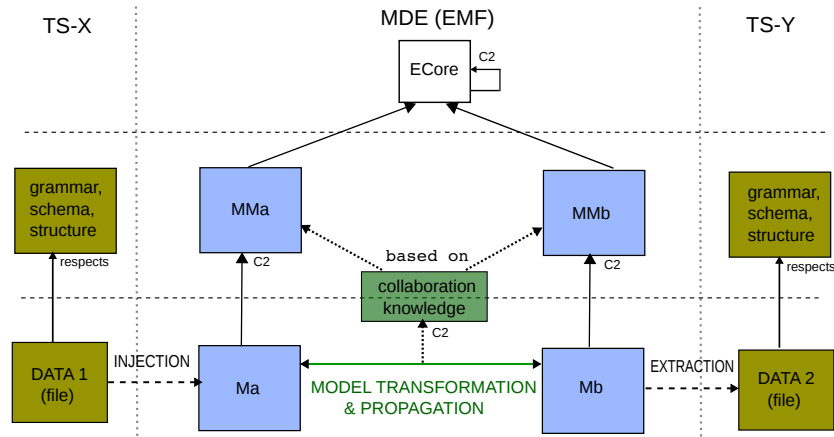 TS-X
MDE (EMF)
TS-Y
C2
ECore
grammar,
schema,
structure
MMa
MMb
grammar,
schema,
structure
based on
respects
C2
C2
respects
collaboration
knowledge
C2
INJECTION
EXTRACTION
DATA 1
(file)
Ma
MODEL TRANSFORMATION
& PROPAGATION
Mb
DATA 2
(file)